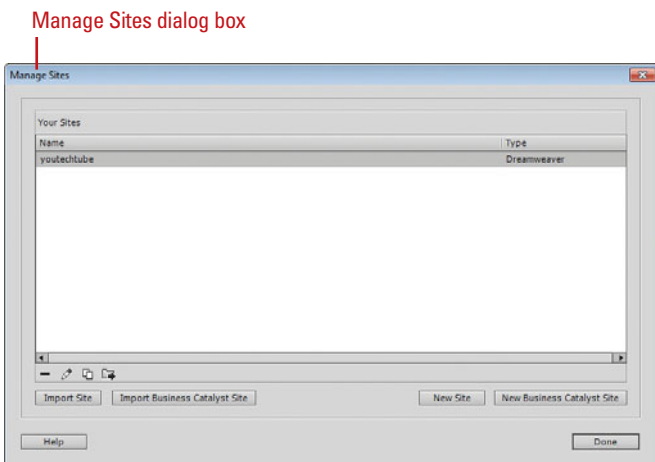 Manage Sites dialog box
Manage Sites
Your Sites
Name Type
youtechtube Dreamweaver
Import Site Import Business Catalyst Site New Site New Business Catalyst Site
Help Done